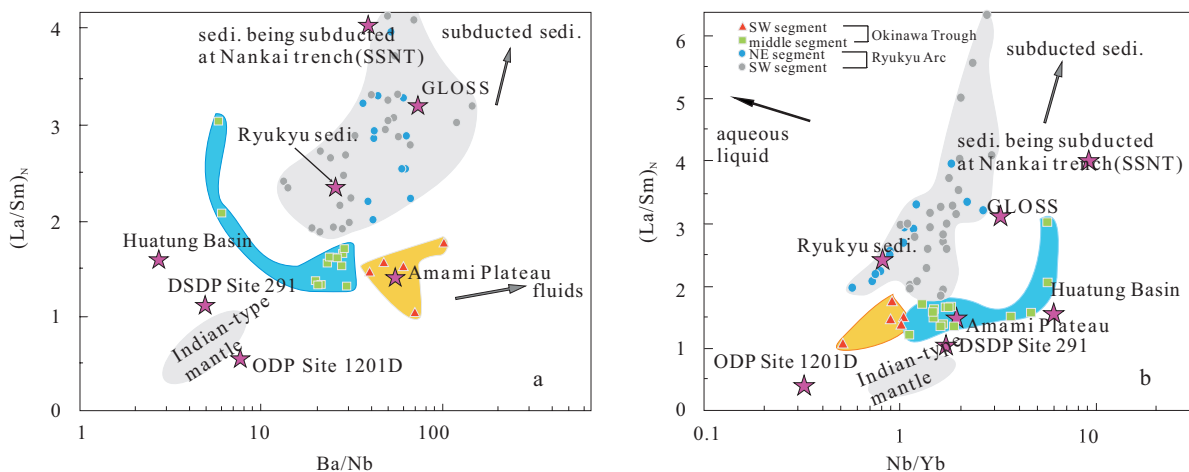 4
3
2
1
0
(La/Sm)N
1
10
100
Ba/Nb
sedi. being subducted
at Nankai trench(SSNT)
subducted sedi.
GLOSS
Ryukyu sedi.
Huatung Basin
DSDP Site 291
Amami Plateau
fluids
Indian-type
mantle
ODP Site 1201D
a
6
5
4
3
2
1
0
(La/Sm)N
0.1
1
10
Nb/Yb
SW segment
middle segment
Okinawa Trough
NE segment
SW segment
Ryukyu Arc
subducted sedi.
aqueous
liquid
sedi. being subducted
at Nankai trench(SSNT)
GLOSS
Ryukyu sedi.
Huatung Basin
Amami Plateau
DSDP Site 291
ODP Site 1201D
Indian-type
mantle
b